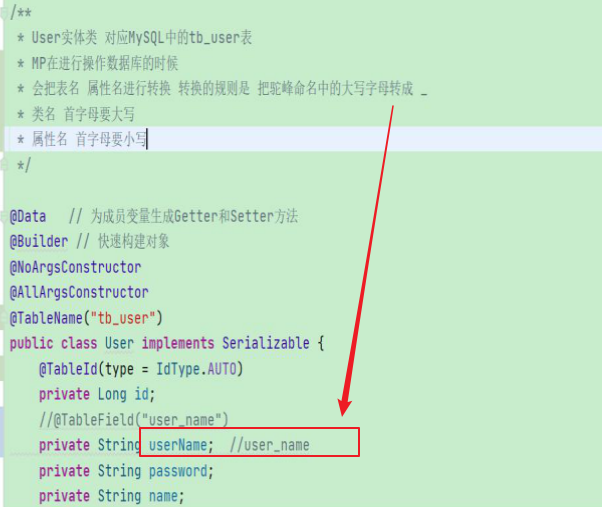 /**
* User实体类 对应MySQL中的tb_user表
* MP在进行操作数据库的时候
* 会把表名 属性名进行转换 转换的规则是 把驼峰命名中的大写字母转成 _
* 类名 首字母要大写
* 属性名 首字母要小写
*/
@Data // 为成员变量生成Getter和Setter方法
@Builder // 快速构建对象
@NoArgsConstructor
@AllArgsConstructor
@TableName("tb_user")
public class User implements Serializable {
@TableId(type = IdType.AUTO)
private Long id;
//@TableField("user_name")
private String userName; //user_name
private String password;
private String name;